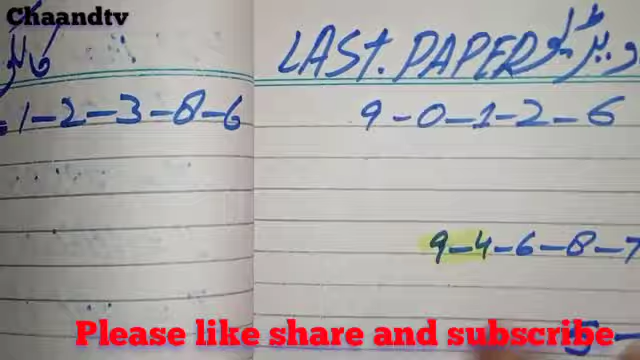 Chaandtv
LAST. PAPER
1-2-3-8-6
9-0-1-2-6
9-4-6-8-7
5-
Please like share and subscribe